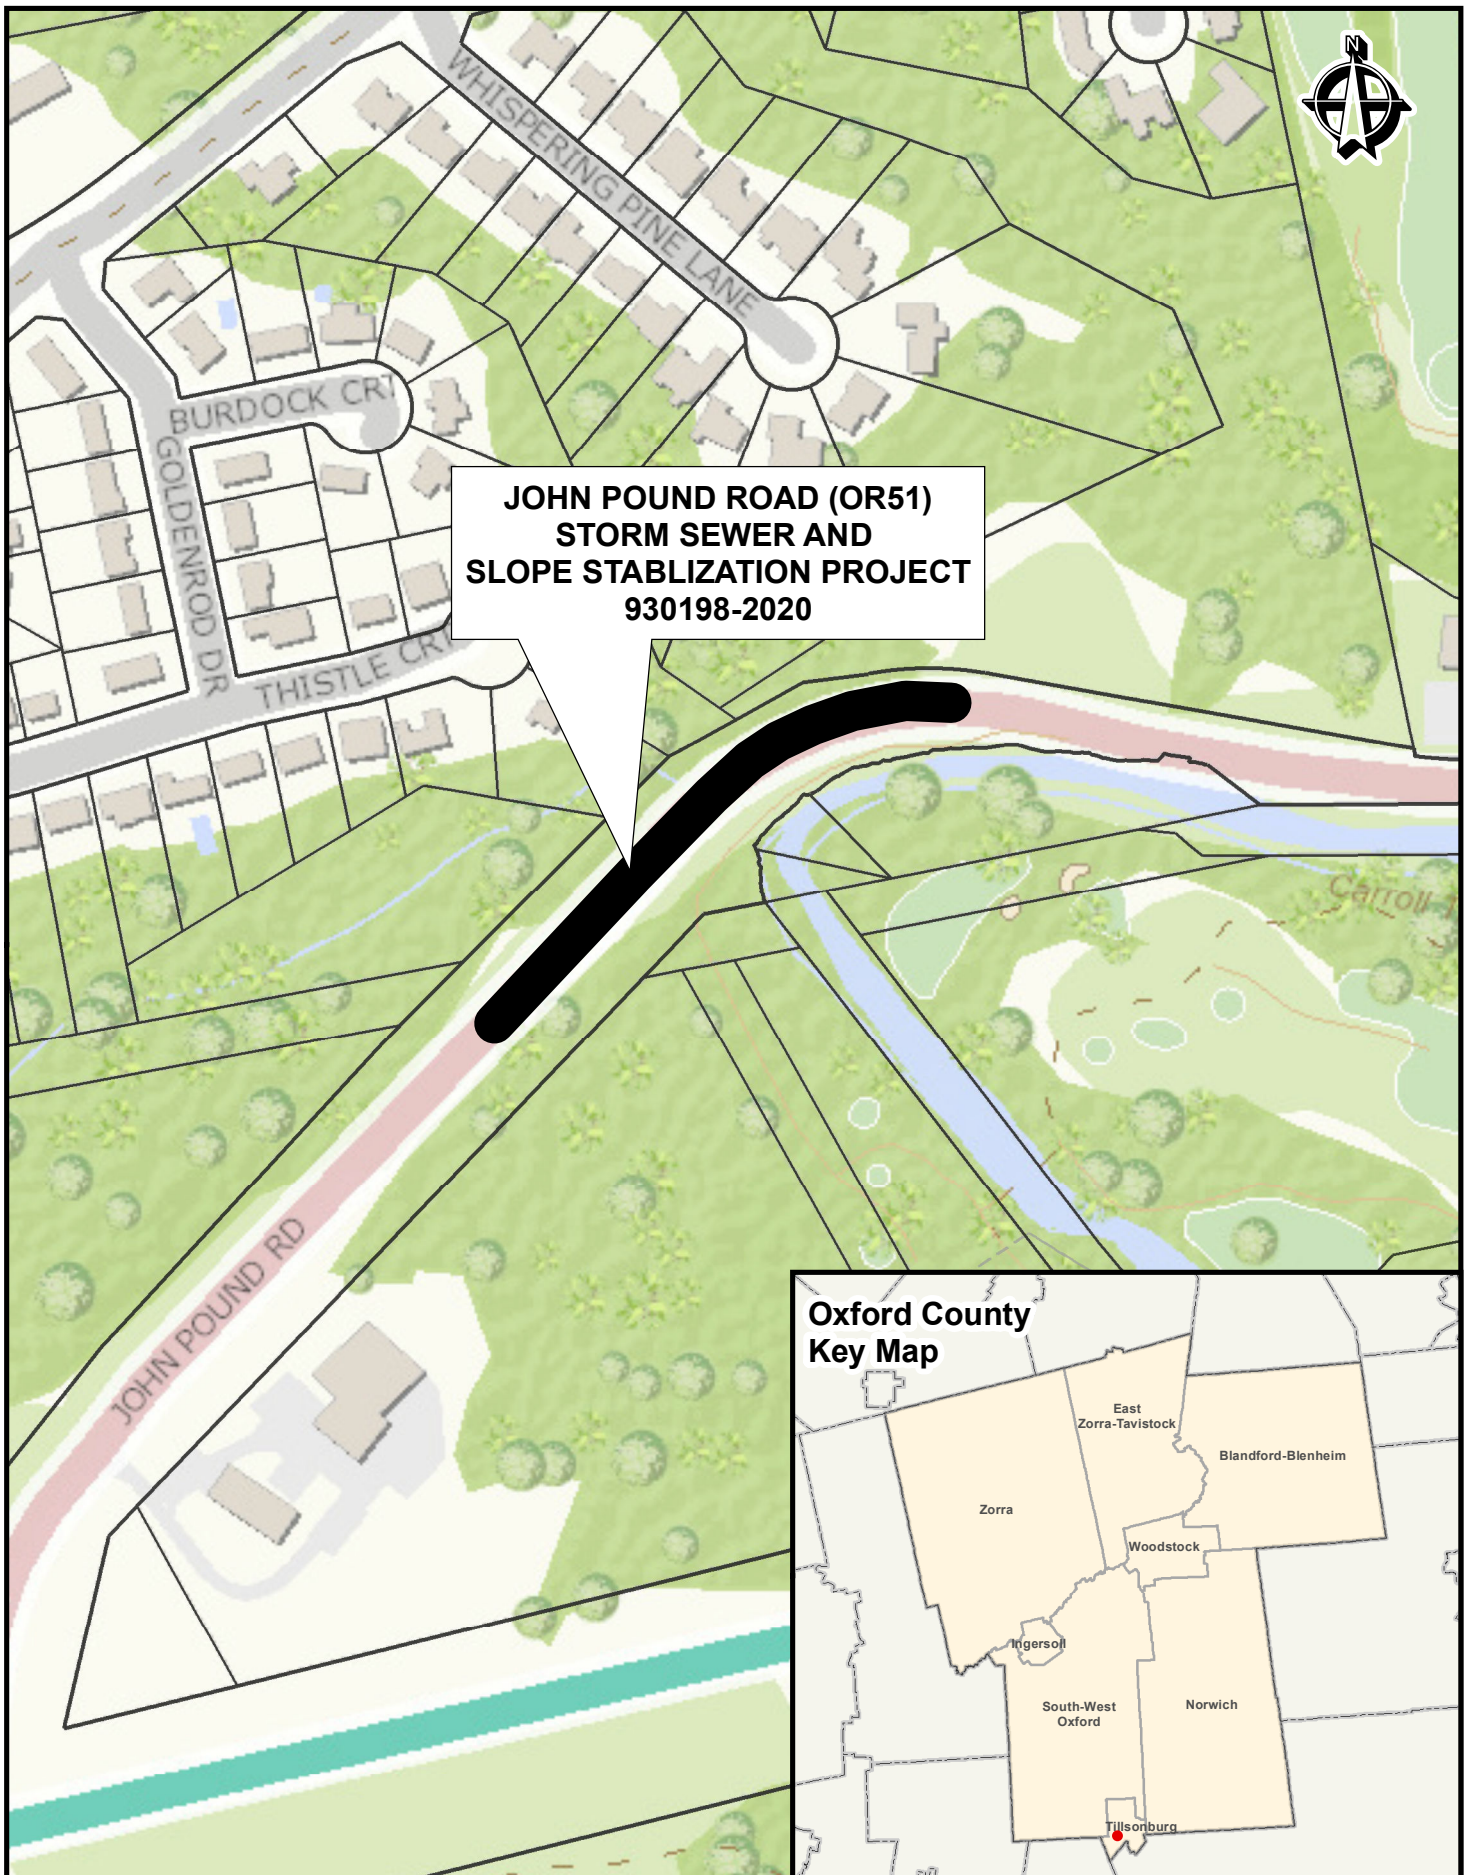 N
WHISPERING PINE LANE
BURDOCK CRT
GOLDENROD DR
JOHN POUND ROAD (OR51)
STORM SEWER AND
SLOPE STABLIZATION PROJECT
930198-2020
THISTLE CRT
Carroll
JOHN POUND RD
Oxford County
Key Map
East
Zorra-Tavistock
Blandford-Blenheim
Zorra
Woodstock
Ingersoll
South-West
Oxford
Norwich
Tillsonburg